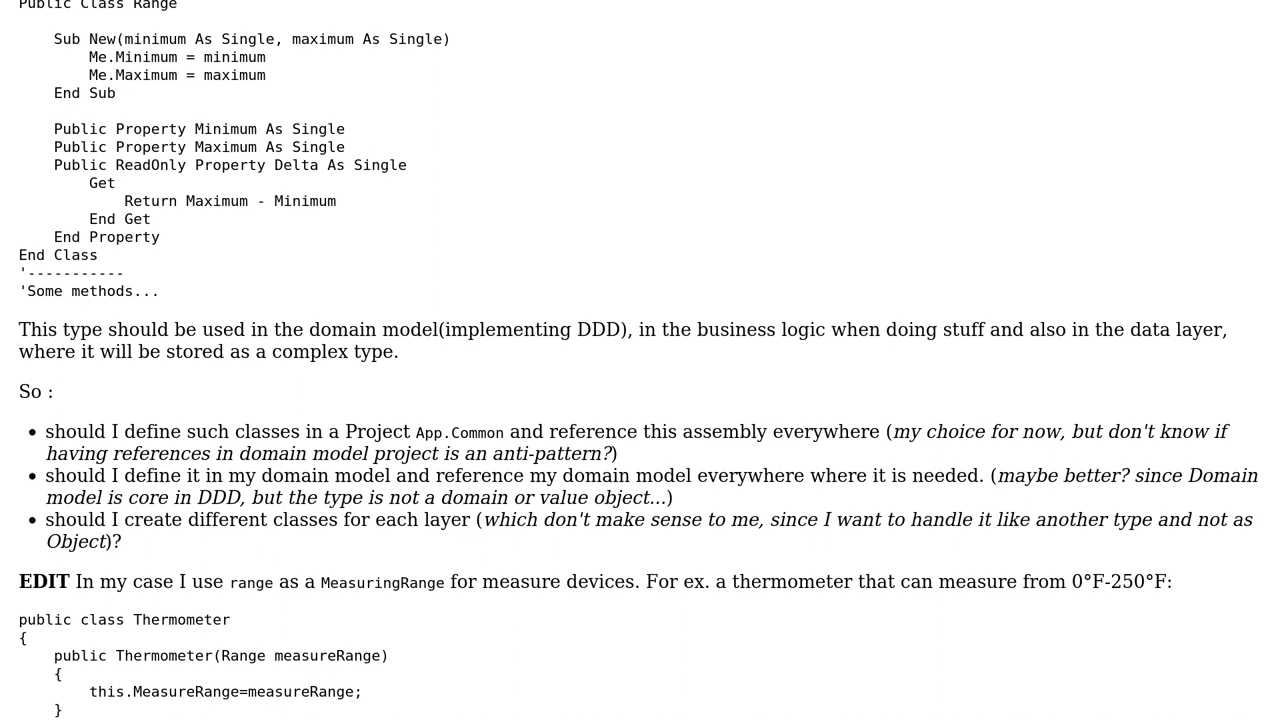 Public Class Range
    Sub New(minimum As Single, maximum As Single)
        Me.Minimum = minimum
        Me.Maximum = maximum
    End Sub
    Public Property Minimum As Single
    Public Property Maximum As Single
    Public ReadOnly Property Delta As Single
        Get
            Return Maximum - Minimum
        End Get
    End Property
End Class
'-----------
'Some methods...
This type should be used in the domain model(implementing DDD), in the business logic when doing stuff and also in the data layer,
where it will be stored as a complex type.
So :
• should I define such classes in a Project App.Common and reference this assembly everywhere (my choice for now, but don't know if
having references in domain model project is an anti-pattern?)
• should I define it in my domain model and reference my domain model everywhere where it is needed. (maybe better? since Domain
model is core in DDD, but the type is not a domain or value object...)
• should I create different classes for each layer (which don't make sense to me, since I want to handle it like another type and not as
Object)?
EDIT In my case I use range as a MeasuringRange for measure devices. For ex. a thermometer that can measure from 0°F-250°F:
public class Thermometer
{
    public Thermometer(Range measureRange)
    {
        this.MeasureRange=measureRange;
    }